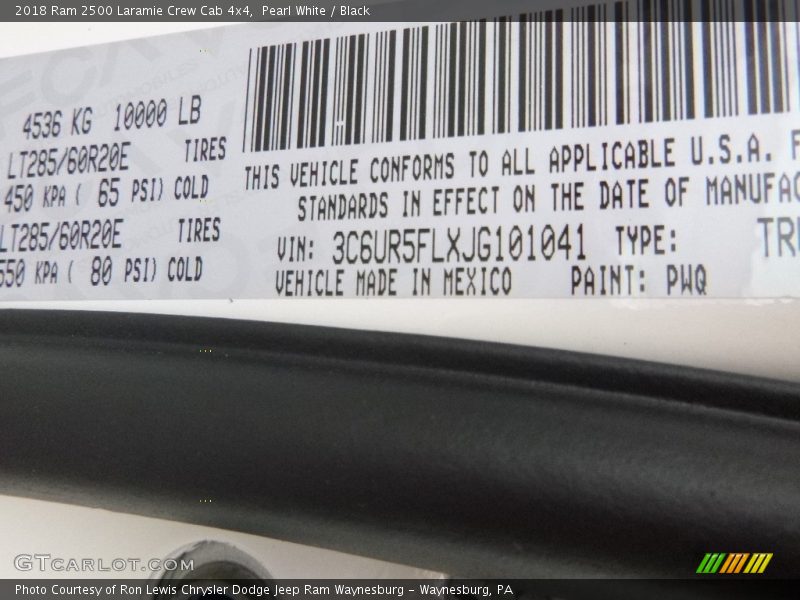 2018 Ram 2500 Laramie Crew Cab 4x4,  Pearl White / Black
4536 KG 10000 LB
LT285/60R20E TIRES
450 KPA ( 65 PSI) COLD
LT285/60R20E TIRES
550 KPA ( 80 PSI) COLD
THIS VEHICLE CONFORMS TO ALL APPLICABLE U.S.A. F
STANDARDS IN EFFECT ON THE DATE OF MANUFAC
VIN: 3C6UR5FLXJG101041 TYPE: TR
VEHICLE MADE IN MEXICO PAINT: PWQ
GTCARLOT.COM
Photo Courtesy of Ron Lewis Chrysler Dodge Jeep Ram Waynesburg – Waynesburg, PA